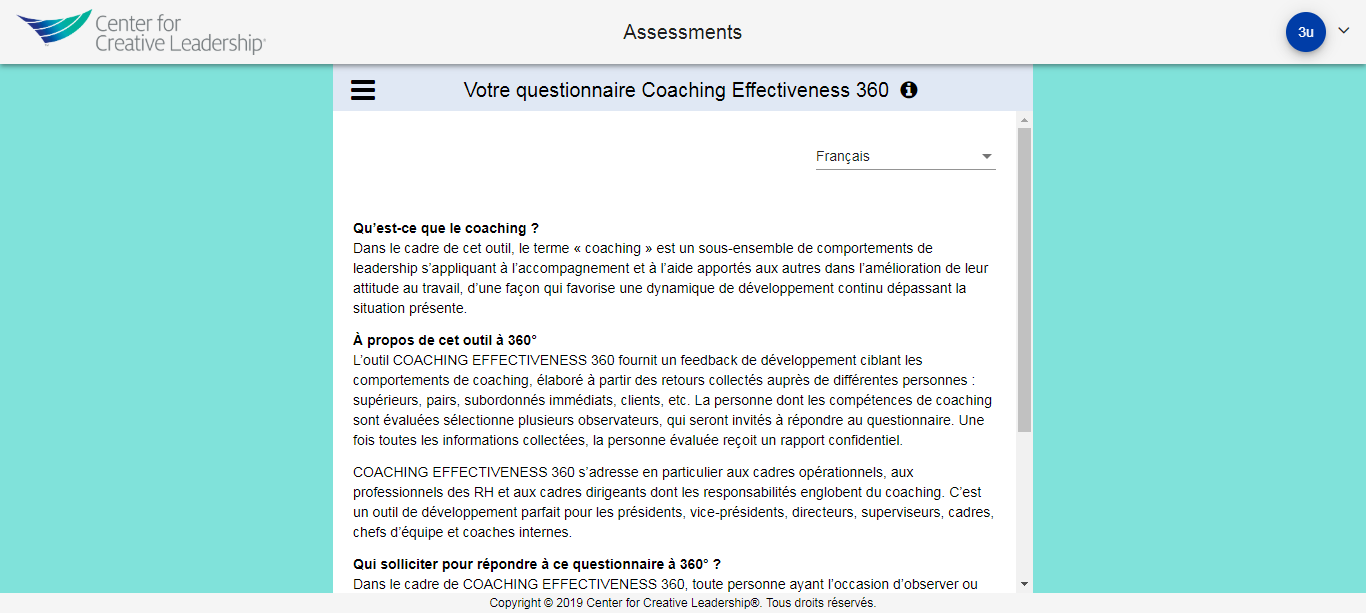 Center for
Creative Leadership®
Assessments
3u
Votre questionnaire Coaching Effectiveness 360
Français
Qu’est-ce que le coaching ?
Dans le cadre de cet outil, le terme « coaching » est un sous-ensemble de comportements de
leadership s’appliquant à l’accompagnement et à l’aide apportés aux autres dans l’amélioration de leur
attitude au travail, d’une façon qui favorise une dynamique de développement continu dépassant la
situation présente.
À propos de cet outil à 360°
L’outil COACHING EFFECTIVENESS 360 fournit un feedback de développement ciblant les
comportements de coaching, élaboré à partir des retours collectés auprès de différentes personnes :
supérieurs, pairs, subordonnés immédiats, clients, etc. La personne dont les compétences de coaching
sont évaluées sélectionne plusieurs observateurs, qui seront invités à répondre au questionnaire. Une
fois toutes les informations collectées, la personne évaluée reçoit un rapport confidentiel.
COACHING EFFECTIVENESS 360 s’adresse en particulier aux cadres opérationnels, aux
professionnels des RH et aux cadres dirigeants dont les responsabilités englobent du coaching. C’est
un outil de développement parfait pour les présidents, vice-présidents, directeurs, superviseurs, cadres,
chefs d’équipe et coaches internes.
Qui solliciter pour répondre à ce questionnaire à 360° ?
Dans le cadre de COACHING EFFECTIVENESS 360, toute personne ayant l’occasion d’observer ou
Copyright © 2019 Center for Creative Leadership®. Tous droits réservés.